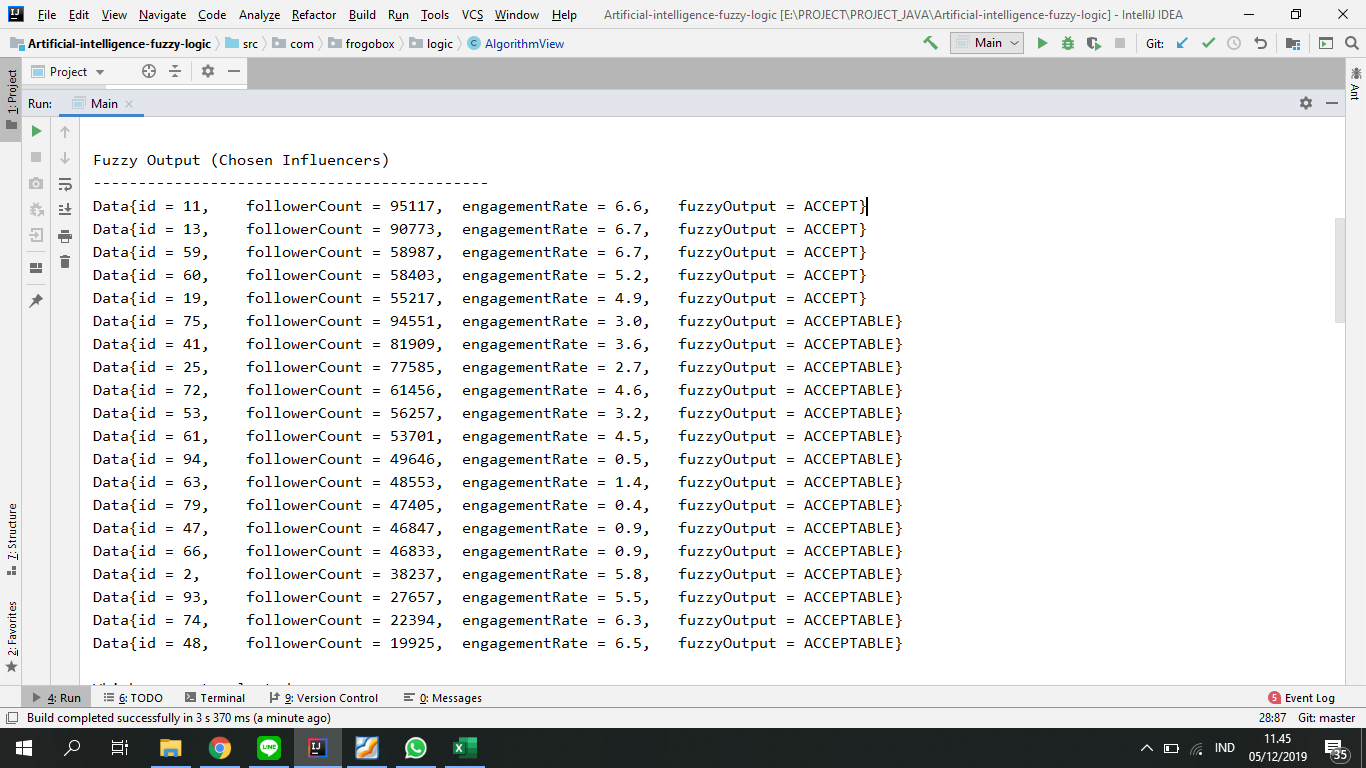 File Edit View Navigate Code Analyze Refactor Build Run Tools VCS Window Help Artificial-intelligence-fuzzy-logic [E:\PROJECT\PROJECT_JAVA\Artificial-intelligence-fuzzy-logic] - IntelliJ IDEA
Artificial-intelligence-fuzzy-logic src com frogobox logic AlgorithmView Main Git:
1: Project
Project
Ant
Run: Main
Fuzzy Output (Chosen Influencers)
--------------------------------------------
Data{id = 11, followerCount = 95117, engagementRate = 6.6, fuzzyOutput = ACCEPT}
Data{id = 13, followerCount = 90773, engagementRate = 6.7, fuzzyOutput = ACCEPT}
Data{id = 59, followerCount = 58987, engagementRate = 6.7, fuzzyOutput = ACCEPT}
Data{id = 60, followerCount = 58403, engagementRate = 5.2, fuzzyOutput = ACCEPT}
Data{id = 19, followerCount = 55217, engagementRate = 4.9, fuzzyOutput = ACCEPT}
Data{id = 75, followerCount = 94551, engagementRate = 3.0, fuzzyOutput = ACCEPTABLE}
Data{id = 41, followerCount = 81909, engagementRate = 3.6, fuzzyOutput = ACCEPTABLE}
Data{id = 25, followerCount = 77585, engagementRate = 2.7, fuzzyOutput = ACCEPTABLE}
Data{id = 72, followerCount = 61456, engagementRate = 4.6, fuzzyOutput = ACCEPTABLE}
Data{id = 53, followerCount = 56257, engagementRate = 3.2, fuzzyOutput = ACCEPTABLE}
Data{id = 61, followerCount = 53701, engagementRate = 4.5, fuzzyOutput = ACCEPTABLE}
Data{id = 94, followerCount = 49646, engagementRate = 0.5, fuzzyOutput = ACCEPTABLE}
Data{id = 63, followerCount = 48553, engagementRate = 1.4, fuzzyOutput = ACCEPTABLE}
Data{id = 79, followerCount = 47405, engagementRate = 0.4, fuzzyOutput = ACCEPTABLE}
Data{id = 47, followerCount = 46847, engagementRate = 0.9, fuzzyOutput = ACCEPTABLE}
Data{id = 66, followerCount = 46833, engagementRate = 0.9, fuzzyOutput = ACCEPTABLE}
Data{id = 2, followerCount = 38237, engagementRate = 5.8, fuzzyOutput = ACCEPTABLE}
Data{id = 93, followerCount = 27657, engagementRate = 5.5, fuzzyOutput = ACCEPTABLE}
Data{id = 74, followerCount = 22394, engagementRate = 6.3, fuzzyOutput = ACCEPTABLE}
Data{id = 48, followerCount = 19925, engagementRate = 6.5, fuzzyOutput = ACCEPTABLE}
7: Structure
2: Favorites
4: Run 6: TODO Terminal 9: Version Control 0: Messages 5 Event Log
Build completed successfully in 3 s 370 ms (a minute ago) 28:87 Git: master
LINE IJ X IND 11.45
05/12/2019 35